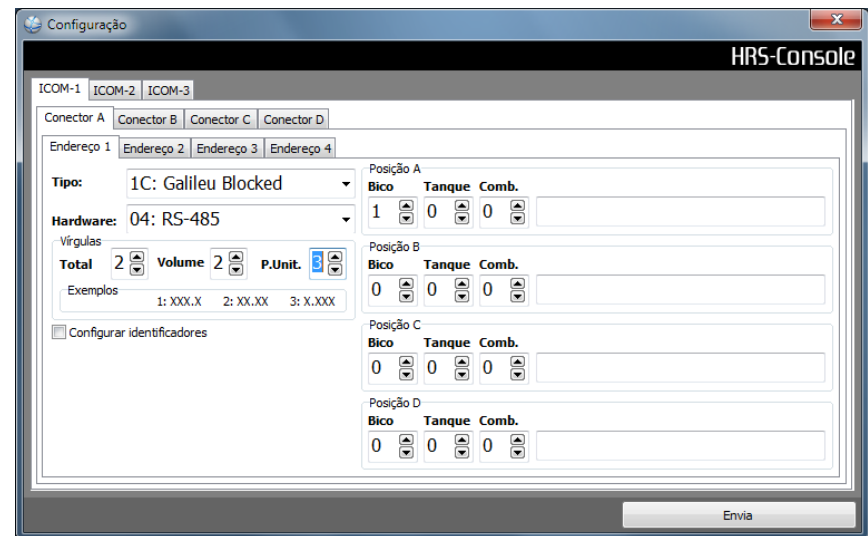 Configuração
HRS-Console
ICOM-1 ICOM-2 ICOM-3
Conector A Conector B Conector C Conector D
Endereço 1 Endereço 2 Endereço 3 Endereço 4
Tipo: 1C: Galileu Blocked
Hardware: 04: RS-485
Vírgulas
Total 2 Volume 2 P.Unit. 3
Exemplos
1: XXX.X 2: XX.XX 3: X.XXX
Configurar identificadores
Posição A
Bico Tanque Comb.
1 0 0
Posição B
Bico Tanque Comb.
0 0 0
Posição C
Bico Tanque Comb.
0 0 0
Posição D
Bico Tanque Comb.
0 0 0
Envia